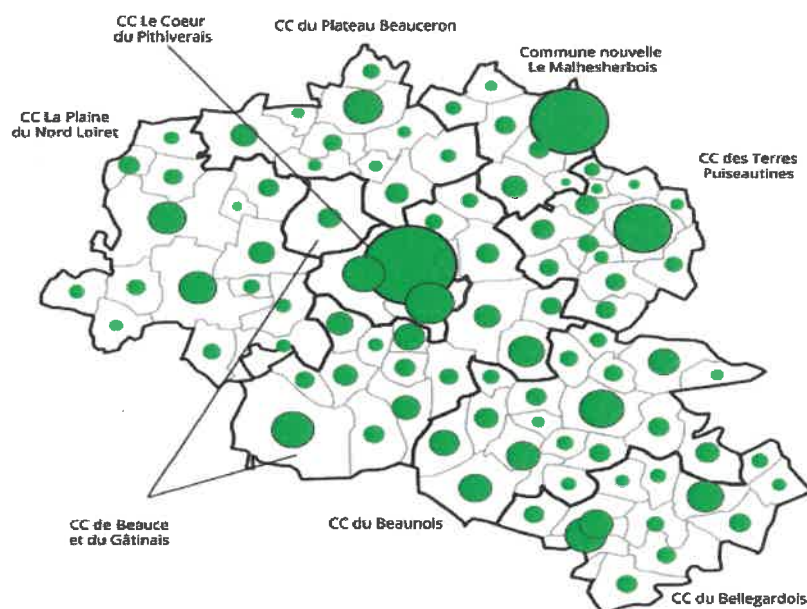 CC Le Coeur
du Pithiverais
CC du Plateau Beauceron
Commune nouvelle
Le Malhesherbois
CC La Plaine
du Nord Loiret
CC des Terres
Puiseautines
CC de Beauce
et du Gâtinais
CC du Beaunois
CC du Bellegardois